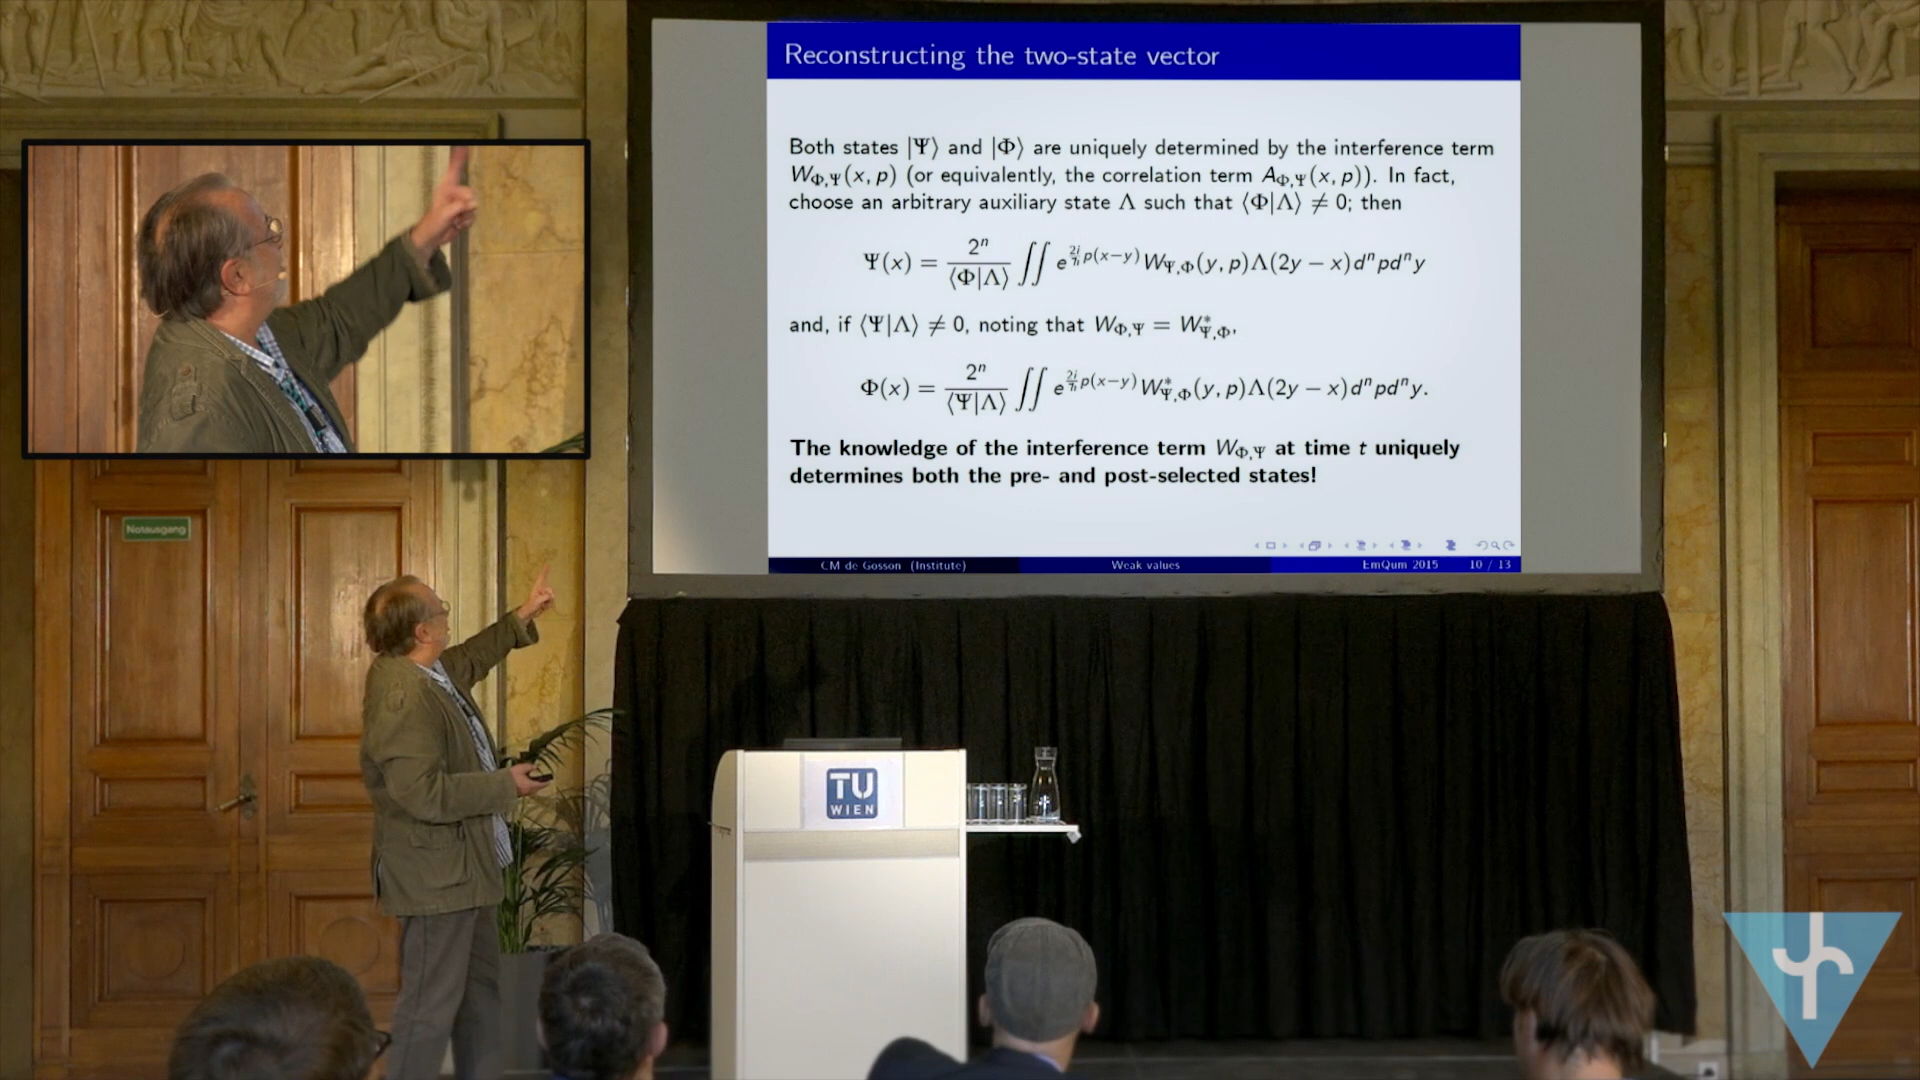 Reconstructing the two-state vector
Both states |Ψ⟩ and |Φ⟩ are uniquely determined by the interference term
W_{Φ,Ψ}(x, p) (or equivalently, the correlation term A_{Φ,Ψ}(x, p)). In fact,
choose an arbitrary auxiliary state Λ such that ⟨Φ|Λ⟩ ≠ 0; then
Ψ(x) = \frac{2^n}{⟨Φ|Λ⟩} ∬ e^{\frac{2i}{ℏ}p(x−y)} W_{Ψ,Φ}(y, p)Λ(2y − x)d^n pd^n y
and, if ⟨Ψ|Λ⟩ ≠ 0, noting that W_{Φ,Ψ} = W*_{Ψ,Φ},
Φ(x) = \frac{2^n}{⟨Ψ|Λ⟩} ∬ e^{\frac{2i}{ℏ}p(x−y)} W*_{Ψ,Φ}(y, p)Λ(2y − x)d^n pd^n y.
The knowledge of the interference term W_{Φ,Ψ} at time t uniquely
determines both the pre- and post-selected states!
CM de Gosson (Institute) Weak values EmQum 2015 10 / 13
Notausgang
TU
WIEN